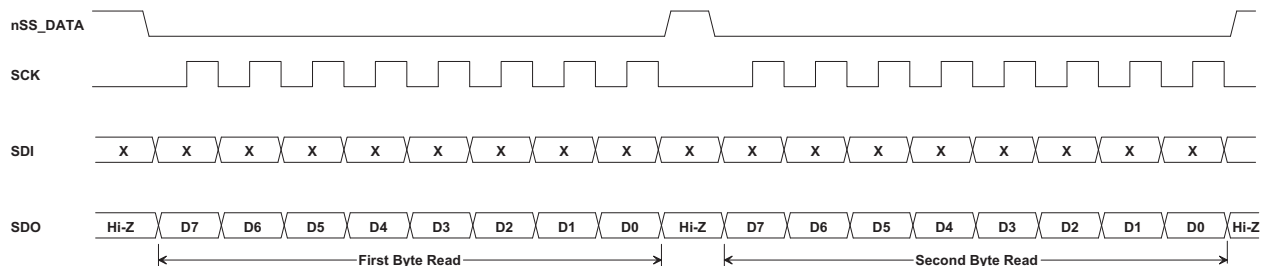 nSS_DATA
SCK
SDI X X X X X X X X X X X X X X X X X X
SDO Hi-Z D7 D6 D5 D4 D3 D2 D1 D0 Hi-Z D7 D6 D5 D4 D3 D2 D1 D0 Hi-Z
First Byte Read Second Byte Read